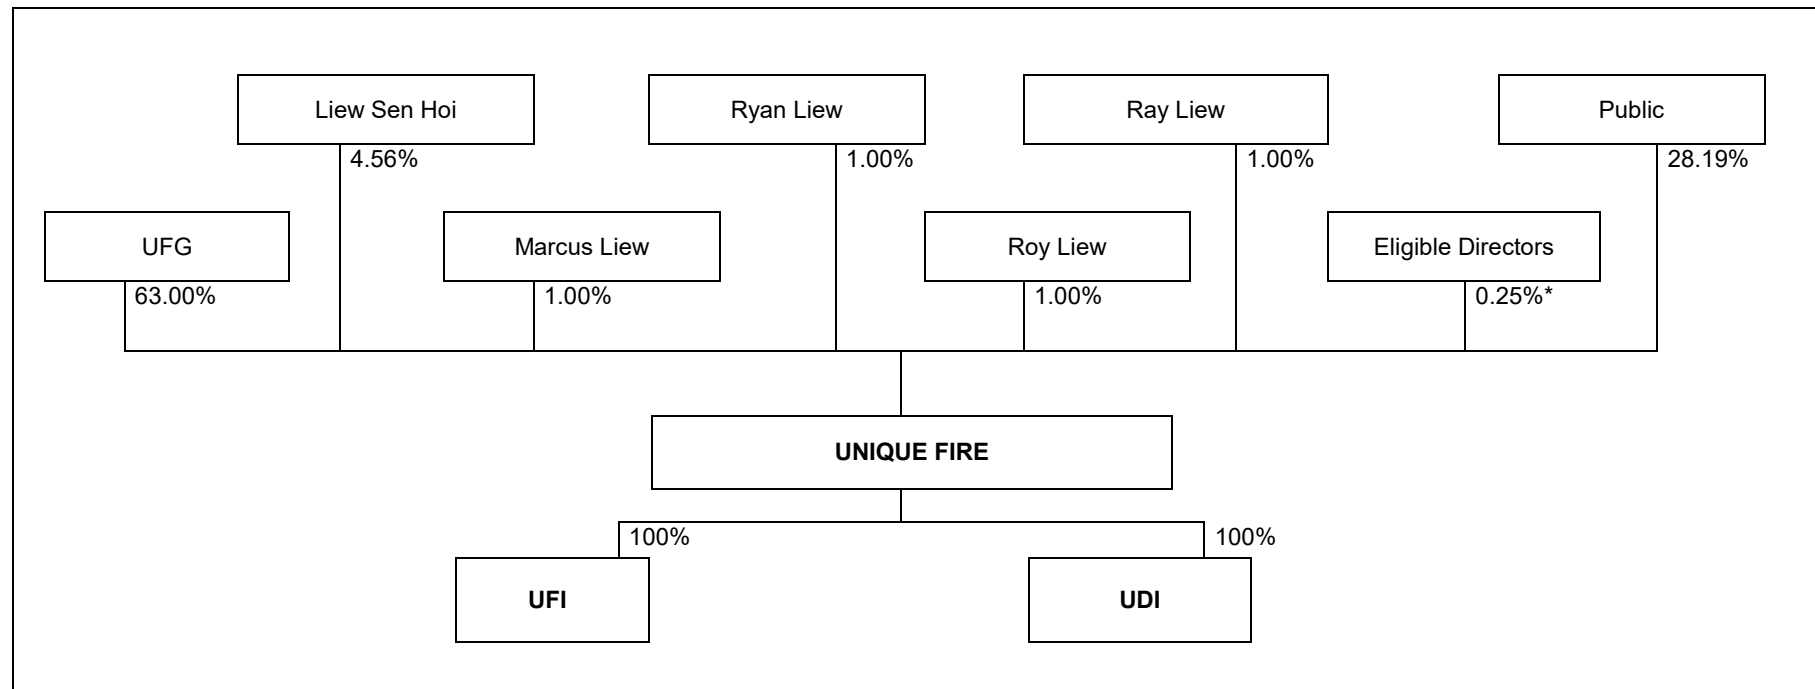 Liew Sen Hoi
Ryan Liew
Ray Liew
Public
4.56%
1.00%
1.00%
28.19%
UFG
Marcus Liew
Roy Liew
Eligible Directors
63.00%
1.00%
1.00%
0.25%*
UNIQUE FIRE
100%
100%
UFI
UDI